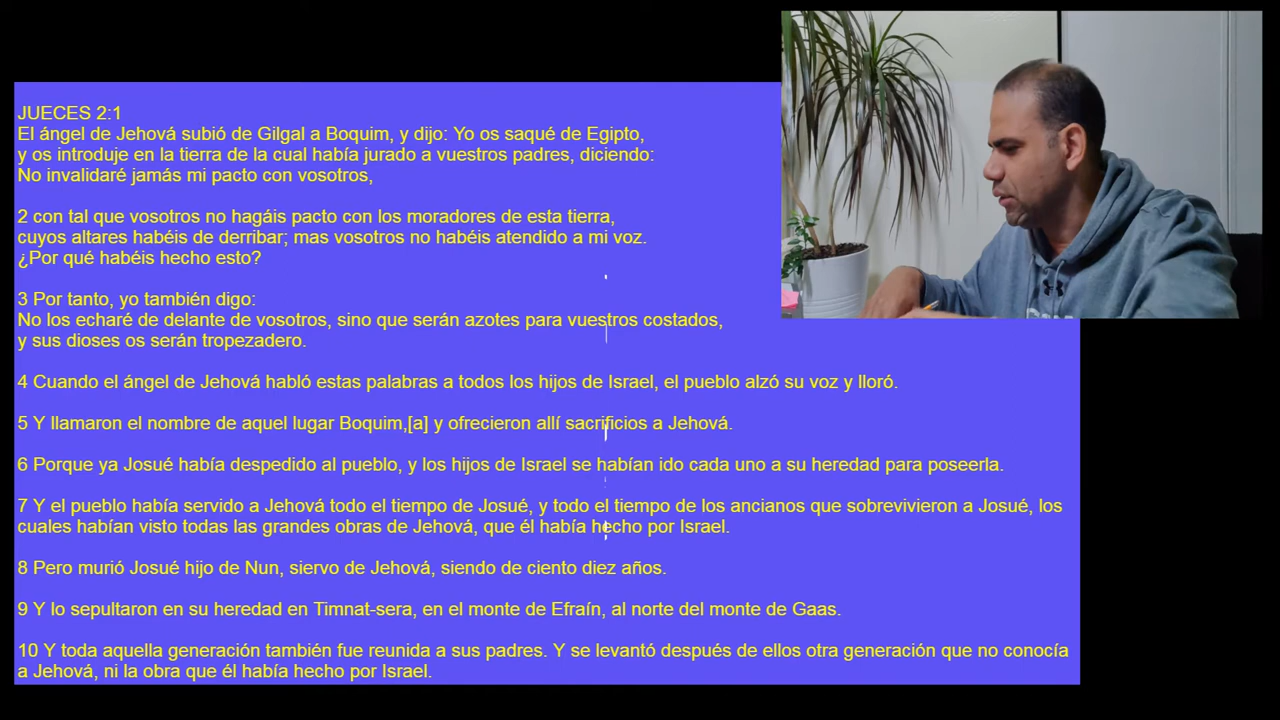 JUECES 2:1
El ángel de Jehová subió de Gilgal a Boquim, y dijo: Yo os saqué de Egipto,
y os introduje en la tierra de la cual había jurado a vuestros padres, diciendo:
No invalidaré jamás mi pacto con vosotros,
2 con tal que vosotros no hagáis pacto con los moradores de esta tierra,
cuyos altares habéis de derribar; mas vosotros no habéis atendido a mi voz.
¿Por qué habéis hecho esto?
3 Por tanto, yo también digo:
No los echaré de delante de vosotros, sino que serán azotes para vuestros costados,
y sus dioses os serán tropezadero.
4 Cuando el ángel de Jehová habló estas palabras a todos los hijos de Israel, el pueblo alzó su voz y lloró.
5 Y llamaron el nombre de aquel lugar Boquim,[a] y ofrecieron allí sacrificios a Jehová.
6 Porque ya Josué había despedido al pueblo, y los hijos de Israel se habían ido cada uno a su heredad para poseerla.
7 Y el pueblo había servido a Jehová todo el tiempo de Josué, y todo el tiempo de los ancianos que sobrevivieron a Josué, los
cuales habían visto todas las grandes obras de Jehová, que él había hecho por Israel.
8 Pero murió Josué hijo de Nun, siervo de Jehová, siendo de ciento diez años.
9 Y lo sepultaron en su heredad en Timnat-sera, en el monte de Efraín, al norte del monte de Gaas.
10 Y toda aquella generación también fue reunida a sus padres. Y se levantó después de ellos otra generación que no conocía
a Jehová, ni la obra que él había hecho por Israel.